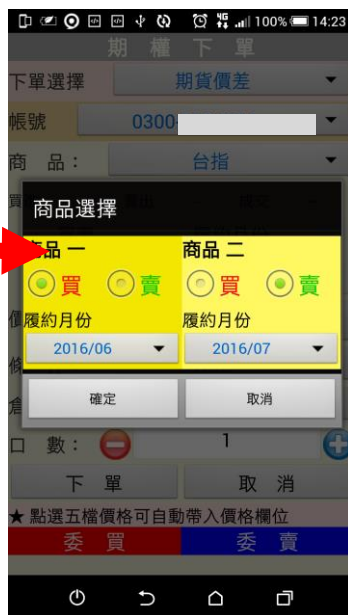 4G 100% 14:23
期 權 下 單
下單選擇 期貨價差
帳號 0300-
商 品： 台指
商品選擇
商品 一 商品 二
買 賣 買 賣
履約月份 履約月份
2016/06 2016/07
確定 取消
口 數： 1
下 單 取 消
★ 點選五檔價格可自動帶入價格欄位
委 買 委 賣